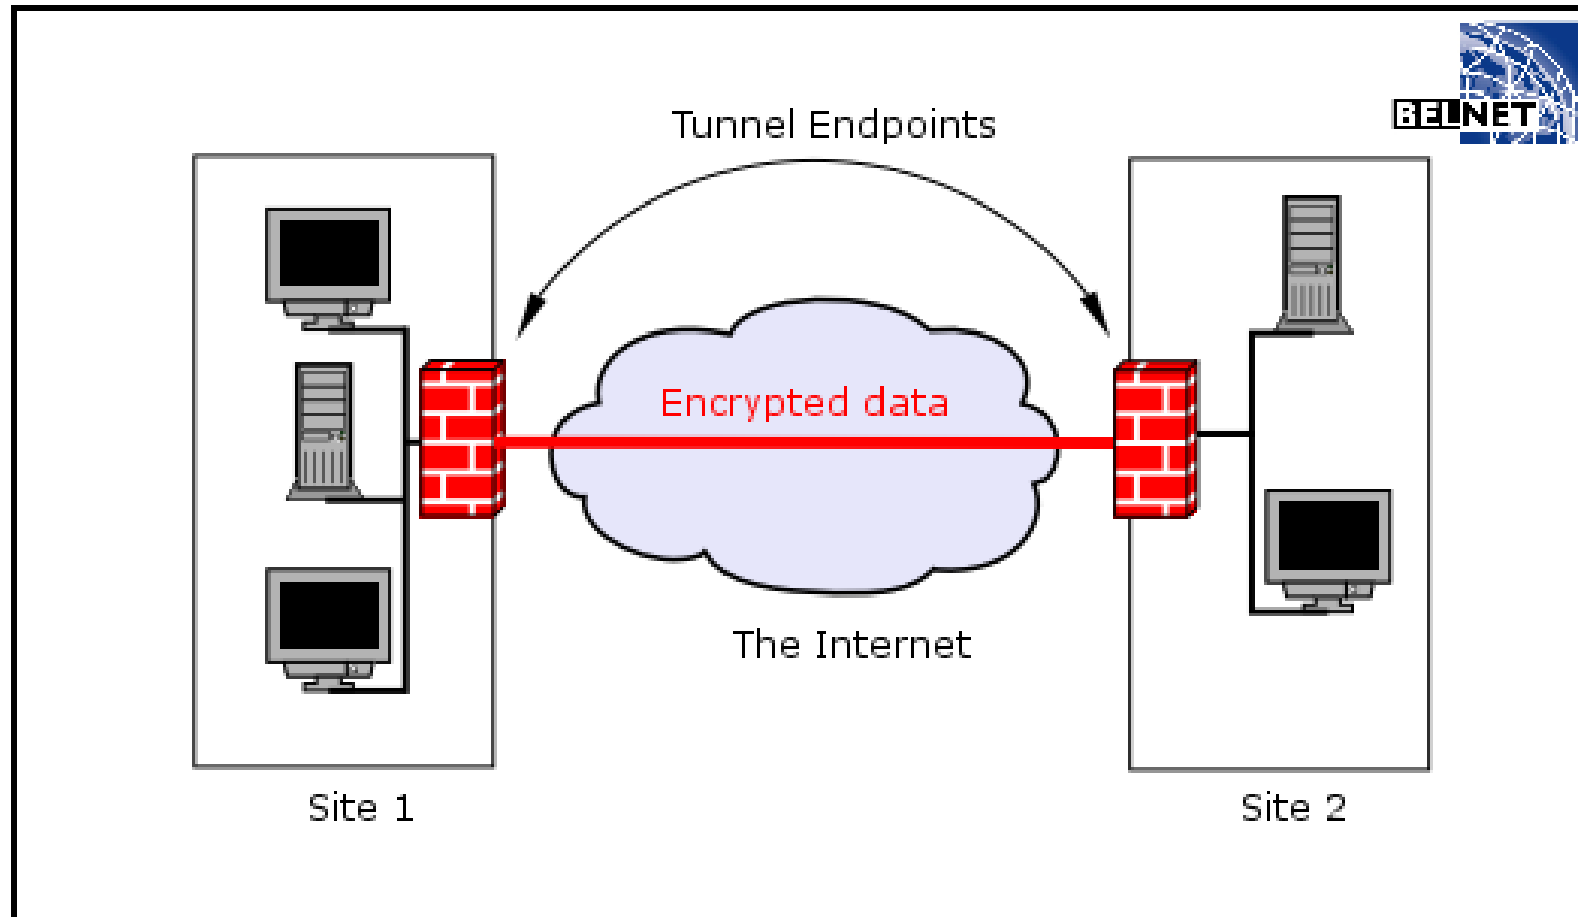 BELNET
Tunnel Endpoints
Encrypted data
The Internet
Site 1
Site 2